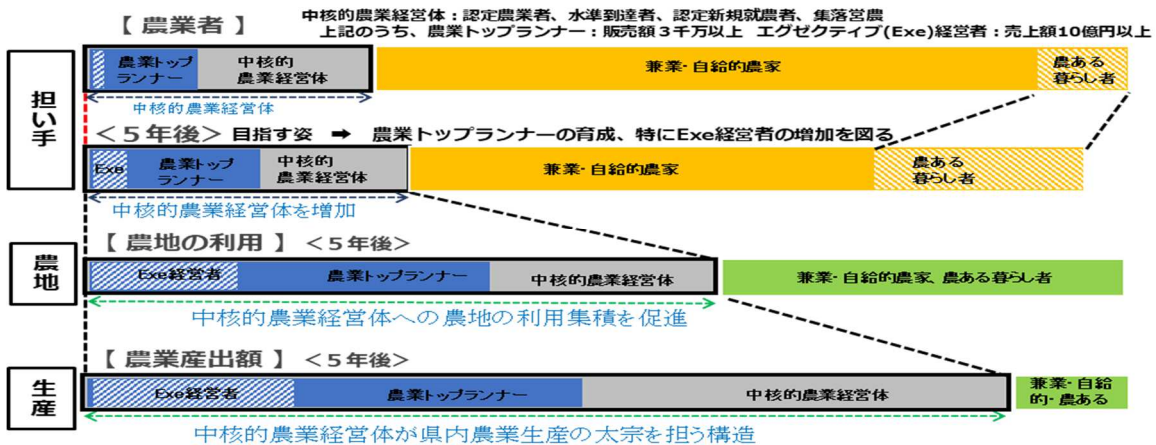 【 農業者 】
中核的農業経営体：認定農業者、水準到達者、認定新規就農者、集落営農
上記のうち、農業トップランナー：販売額３千万以上 エグゼクティブ(Exe)経営者：売上額10億円以上
担い手
農業トップ
ランナー
中核的
農業経営体
兼業・自給的農家
農ある
暮らし者
中核的農業経営体
＜５年後＞ 目指す姿 ➡ 農業トップランナーの育成、特にExe経営者の増加を図る
Exe
農業トップ
ランナー
中核的
農業経営体
兼業・自給的農家
農ある
暮らし者
中核的農業経営体を増加
農地
【 農地の利用 】 ＜５年後＞
Exe経営者
農業トップランナー
中核的農業経営体
兼業・自給的農家、農ある暮らし者
中核的農業経営体への農地の利用集積を促進
生産
【 農業産出額 】 ＜５年後＞
Exe経営者
農業トップランナー
中核的農業経営体
兼業・自給
的・農ある
中核的農業経営体が県内農業生産の太宗を担う構造